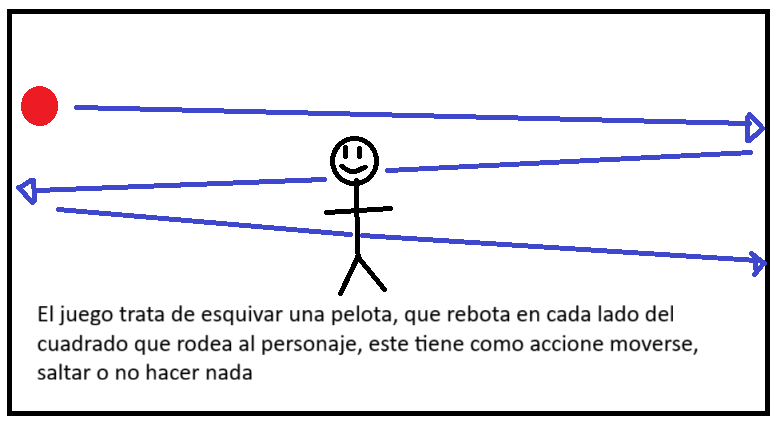 El juego trata de esquivar una pelota, que rebota en cada lado del
cuadrado que rodea al personaje, este tiene como accione moverse,
saltar o no hacer nada